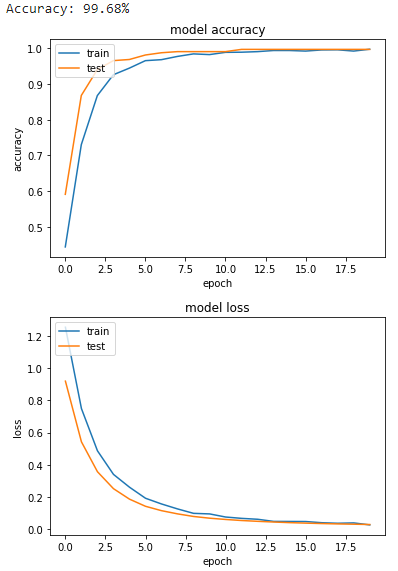 Accuracy: 99.68%
model accuracy
train
test
1.0
0.9
0.8
0.7
0.6
0.5
accuracy
0.0 2.5 5.0 7.5 10.0 12.5 15.0 17.5
epoch
model loss
train
test
1.2
1.0
0.8
0.6
0.4
0.2
0.0
loss
0.0 2.5 5.0 7.5 10.0 12.5 15.0 17.5
epoch